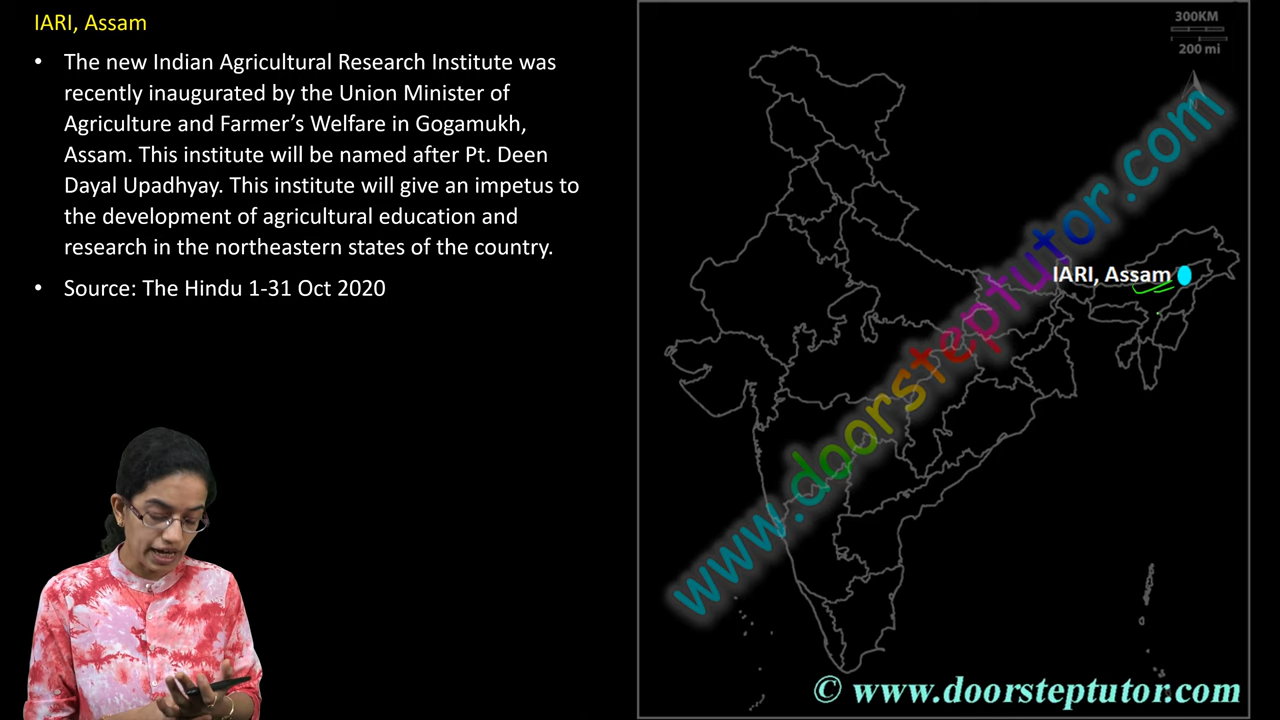 IARI, Assam
• The new Indian Agricultural Research Institute was
recently inaugurated by the Union Minister of
Agriculture and Farmer’s Welfare in Gogamukh,
Assam. This institute will be named after Pt. Deen
Dayal Upadhyay. This institute will give an impetus to
the development of agricultural education and
research in the northeastern states of the country.
• Source: The Hindu 1-31 Oct 2020
300KM
200 mi
IARI, Assam
www.doorsteptutor.com
© www.doorsteptutor.com